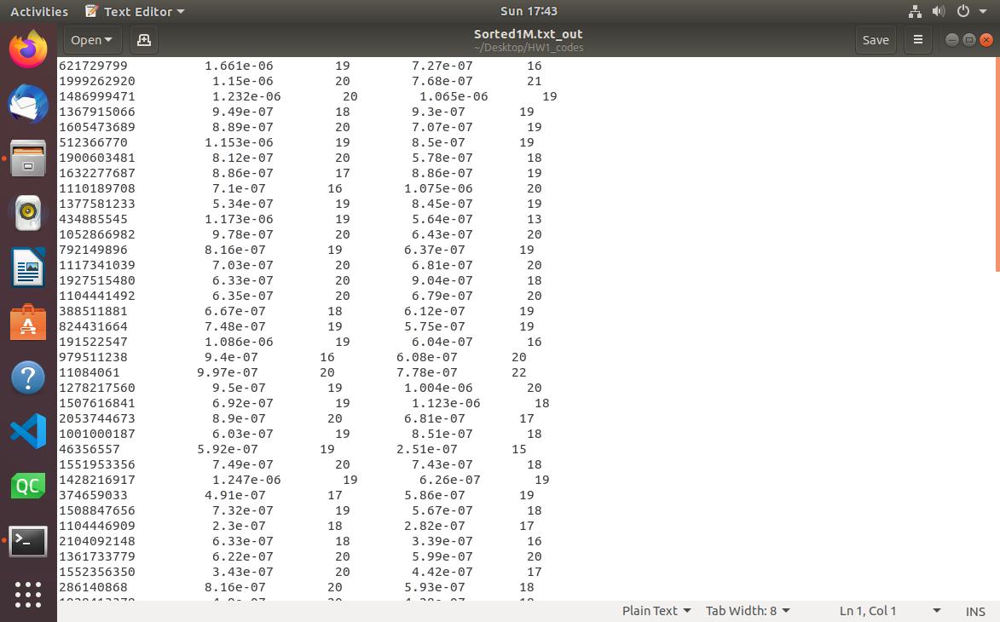 Activities Text Editor Sun 17:43
Open Sorted1M.txt_out Save
~/Desktop/HW1_codes
621729799 1.661e-06 19 7.27e-07 16
1999262920 1.15e-06 20 7.68e-07 21
1486999471 1.232e-06 20 1.065e-06 19
1367915066 9.49e-07 18 9.3e-07 19
1605473689 8.89e-07 20 7.07e-07 19
512366770 1.153e-06 19 8.5e-07 19
1900603481 8.12e-07 20 5.78e-07 18
1632277687 8.86e-07 17 8.86e-07 19
1110189708 7.1e-07 16 1.075e-06 20
1377581233 5.34e-07 19 8.45e-07 19
434885545 1.173e-06 19 5.64e-07 13
1052866982 9.78e-07 20 6.43e-07 20
792149896 8.16e-07 19 6.37e-07 19
1117341039 7.03e-07 20 6.81e-07 20
1927515480 6.33e-07 20 9.04e-07 18
1104441492 6.35e-07 20 6.79e-07 20
388511881 6.67e-07 18 6.12e-07 19
824431664 7.48e-07 19 5.75e-07 19
191522547 1.086e-06 19 6.04e-07 16
979511238 9.4e-07 16 6.08e-07 20
11084061 9.97e-07 20 7.78e-07 22
1278217560 9.5e-07 19 1.004e-06 20
1507616841 6.92e-07 19 1.123e-06 18
2053744673 8.9e-07 20 6.81e-07 17
1001000187 6.03e-07 19 8.51e-07 18
46356557 5.92e-07 19 2.51e-07 15
1551953356 7.49e-07 20 7.43e-07 18
1428216917 1.247e-06 19 6.26e-07 19
374659033 4.91e-07 17 5.86e-07 19
1508847656 7.32e-07 19 5.67e-07 18
1104446909 2.3e-07 18 2.82e-07 17
2104092148 6.33e-07 18 3.39e-07 16
1361733779 6.22e-07 20 5.99e-07 20
1552356350 3.43e-07 20 4.42e-07 17
286140868 8.16e-07 20 5.93e-07 18
Plain Text Tab Width: 8 Ln 1, Col 1 INS
QC